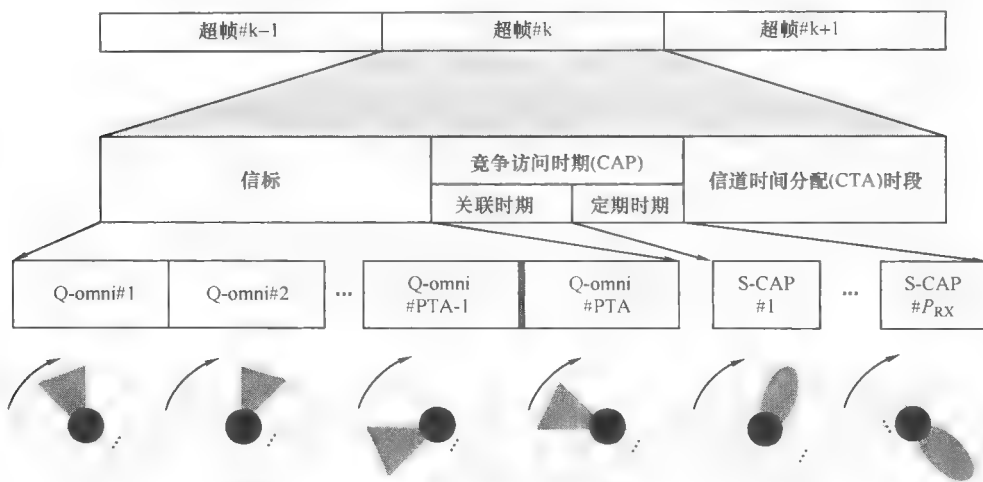 超帧#k−1
超帧#k
超帧#k+1
信标
竞争访问时期(CAP)
关联时期
定期时期
信道时间分配(CTA)时段
Q-omni#1
Q-omni#2
...
Q-omni
#PTA-1
Q-omni
#PTA
S-CAP
#1
...
S-CAP
#P_RX